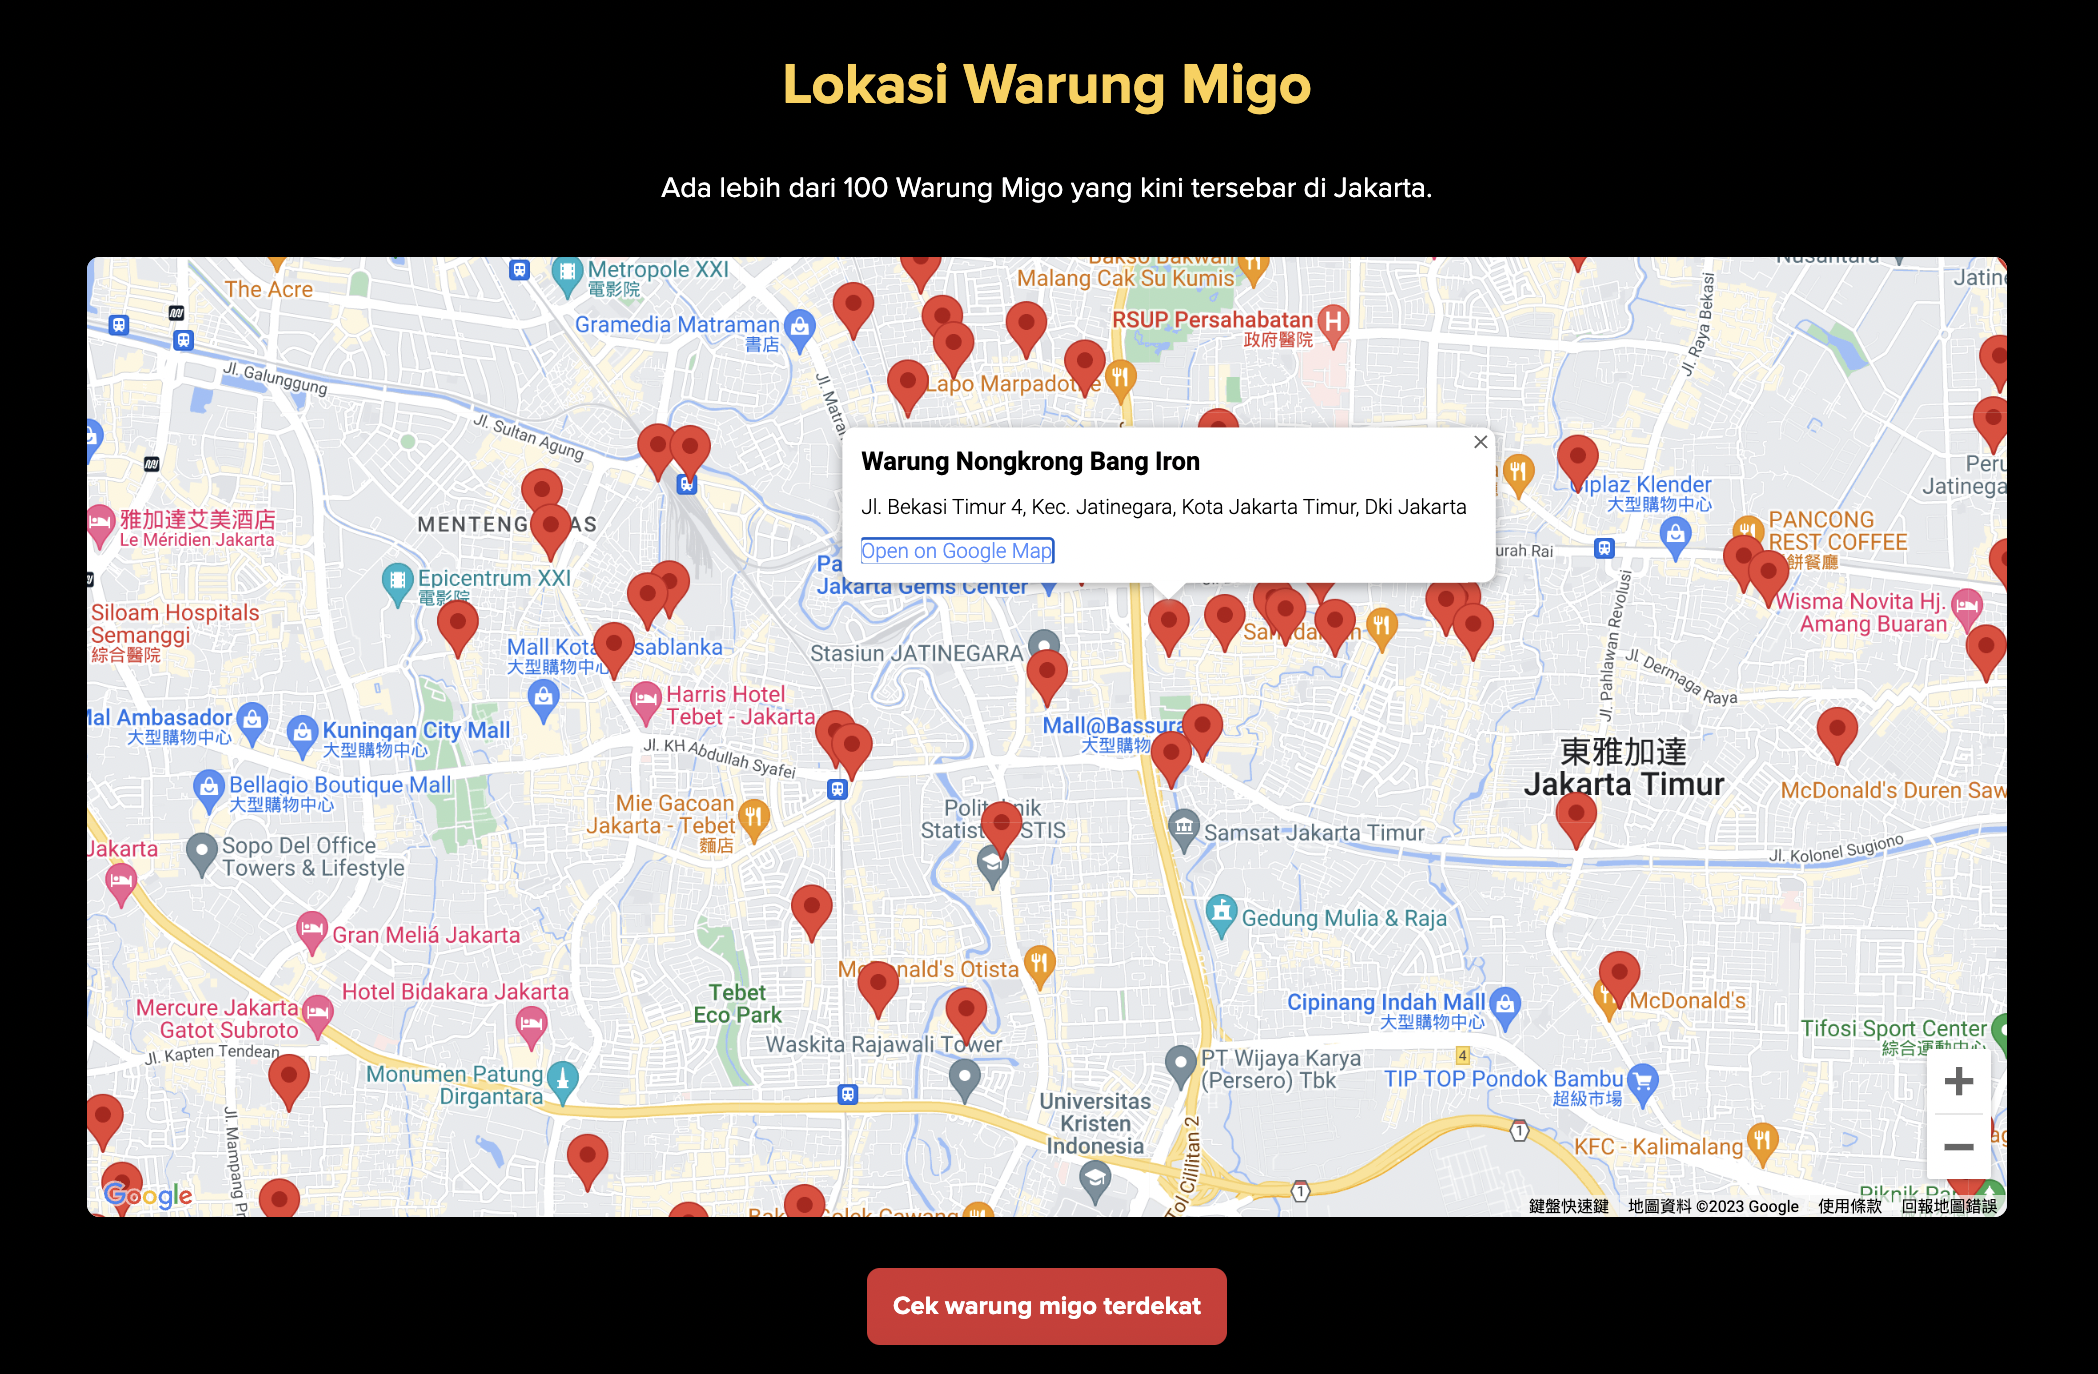 Lokasi Warung Migo
Ada lebih dari 100 Warung Migo yang kini tersebar di Jakarta.
Metropole XXI
電影院
The Acre
Bakso Bakwan
Malang Cak Su Kumis
Nusantara
Gramedia Matraman
書店
RSUP Persahabatan
政府醫院
Jl. Raya Bekasi
Jl. Galunggung
Lapo Marpadot
Jl. Sultan Agung
Warung Nongkrong Bang Iron
Jl. Bekasi Timur 4, Kec. Jatinegara, Kota Jakarta Timur, Dki Jakarta
Open on Google Map
Jakarta Gems Center
Ciplaz Klender
大型購物中心
PANCONG
REST COFFEE
餅餐廳
雅加達艾美酒店
Le Méridien Jakarta
MENTENG
AS
urah Rai
Epicentrum XXI
電影院
Siloam Hospitals
Semanggi
綜合醫院
Wisma Novita Hj.
Amang Buaran
Mall Kota
sablanka
大型購物中心
Stasiun JATINEGARA
Jl. Pahlawan Revolusi
Jl. Dermaga Raya
Harris Hotel
Tebet - Jakarta
Mal Ambasador
大型購物中心
Kuningan City Mall
大型購物中心
Mall@Bassura
大型購物
Jl. KH Abdullah Syafei
東雅加達
Jakarta Timur
Bellagio Boutique Mall
大型購物中心
McDonald's Duren Saw
Mie Gacoan
Jakarta - Tebet
麵店
Politeknik
Statistika STIS
Samsat Jakarta Timur
Jakarta
Sopo Del Office
Towers & Lifestyle
Jl. Kolonel Sugiono
Gedung Mulia & Raja
Gran Meliá Jakarta
McDonald's Otista
Hotel Bidakara Jakarta
Tebet
Eco Park
Mercure Jakarta
Gatot Subroto
Cipinang Indah Mall
大型購物中心
McDonald's
Tifosi Sport Center
綜合運動中心
Waskita Rajawali Tower
Jl. Kapten Tendean
PT Wijaya Karya
(Persero) Tbk
4
TIP TOP Pondok Bambu
超級市場
Monumen Patung
Dirgantara
Universitas
Kristen
Indonesia
Tol Cililitan 2
1
KFC - Kalimalang
Jl. Mampang Pr
1
Google
鍵盤快速鍵
地圖資料 ©2023 Google
使用條款
回報地圖錯誤
Cek warung migo terdekat